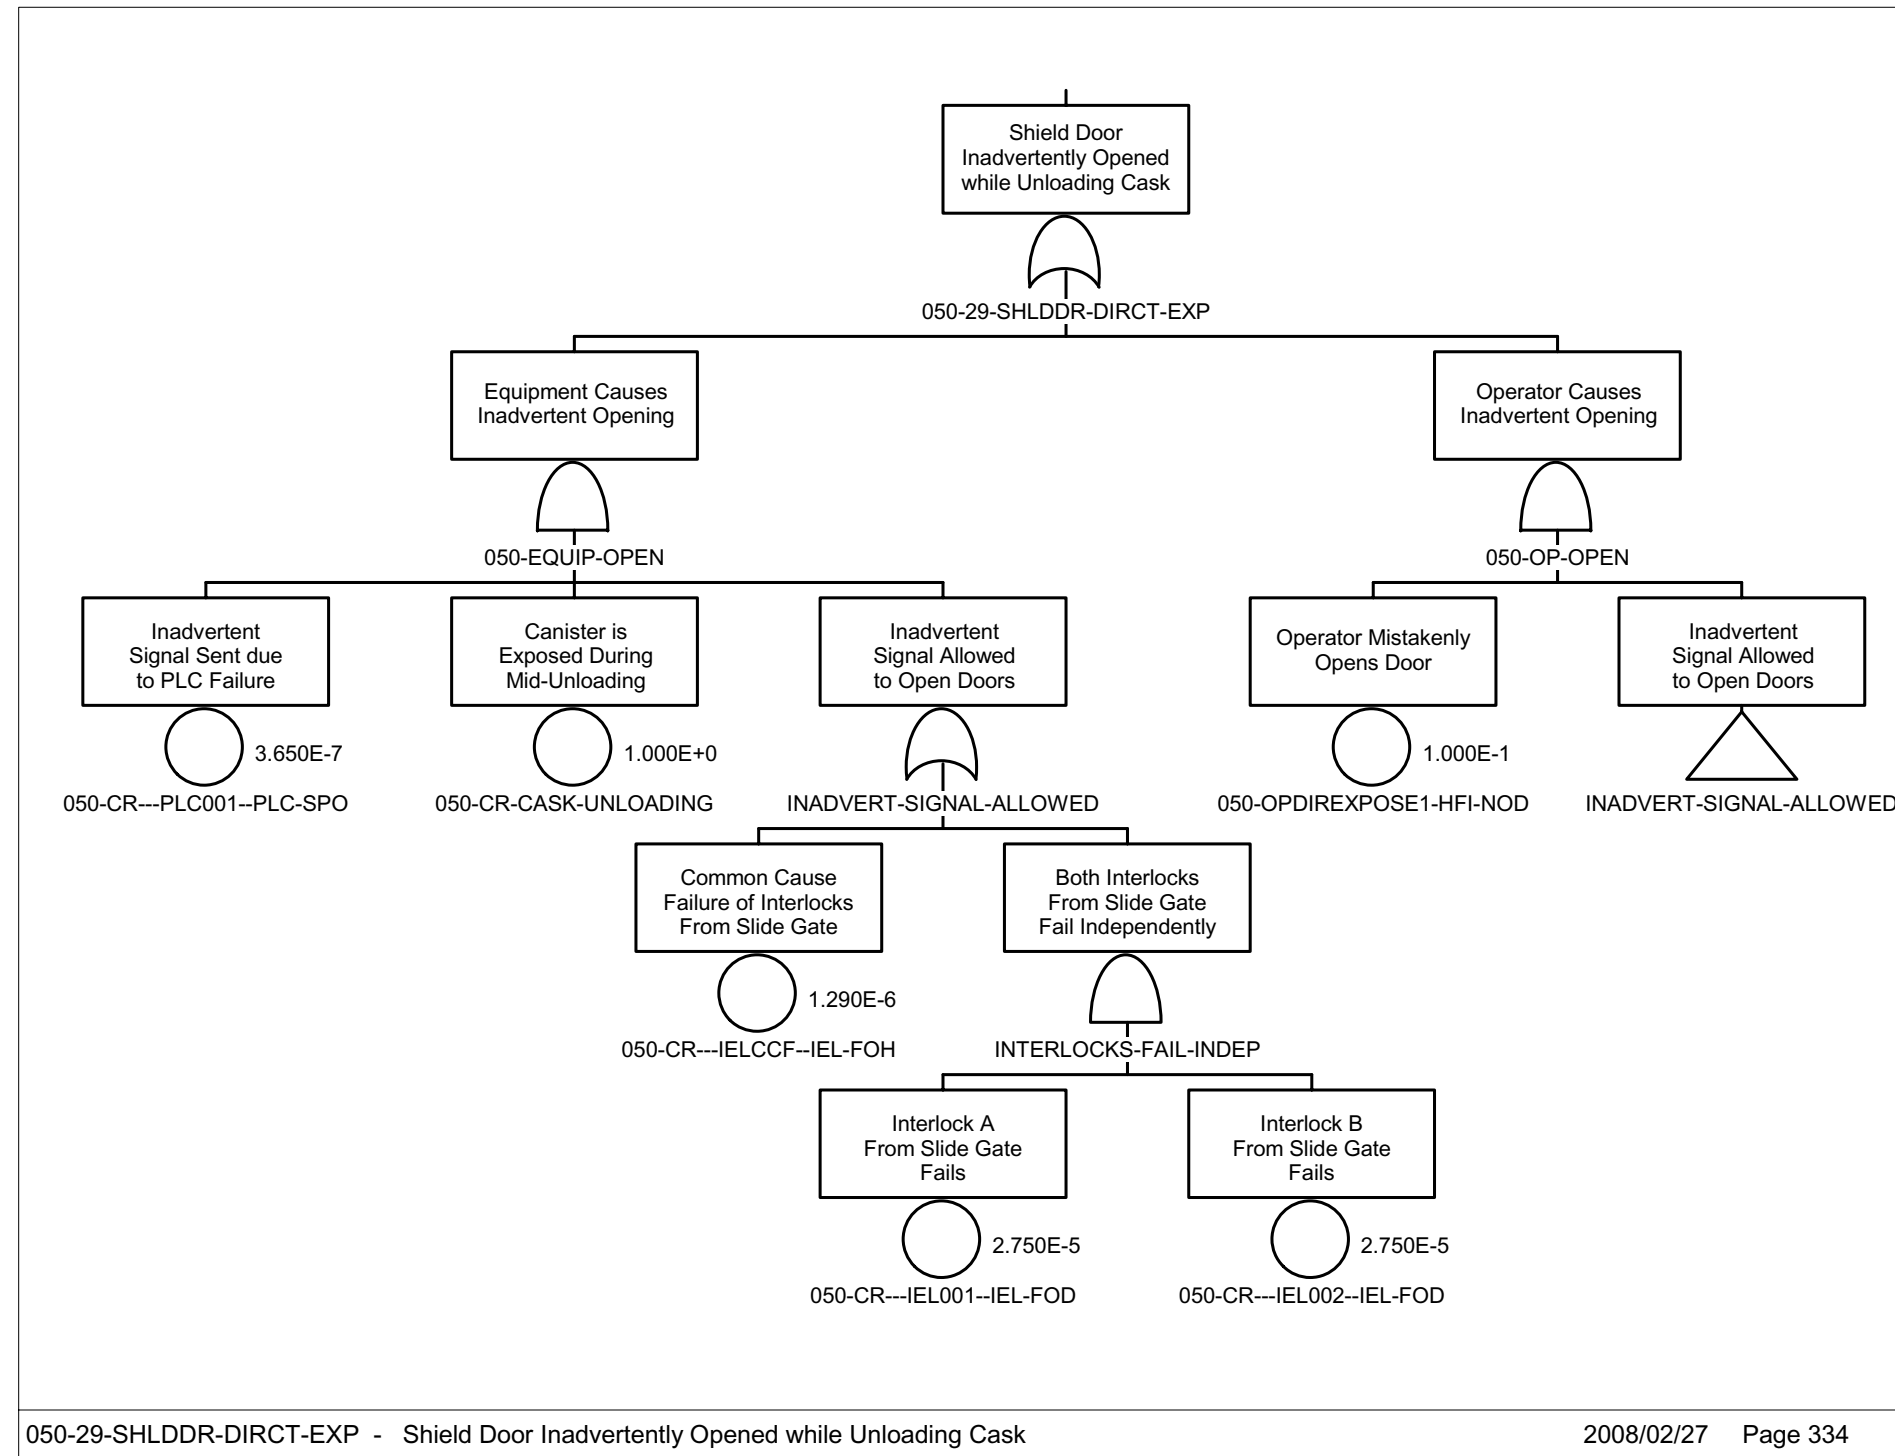 Shield Door
Inadvertently Opened
while Unloading Cask
050-29-SHLDDR-DIRCT-EXP
Equipment Causes
Inadvertent Opening
Operator Causes
Inadvertent Opening
050-EQUIP-OPEN
050-OP-OPEN
Inadvertent
Signal Sent due
to PLC Failure
3.650E-7
050-CR---PLC001--PLC-SPO
Canister is
Exposed During
Mid-Unloading
1.000E+0
050-CR-CASK-UNLOADING
Inadvertent
Signal Allowed
to Open Doors
INADVERT-SIGNAL-ALLOWED
Operator Mistakenly
Opens Door
1.000E-1
050-OPDIREXPOSE1-HFI-NOD
Inadvertent
Signal Allowed
to Open Doors
INADVERT-SIGNAL-ALLOWED
Common Cause
Failure of Interlocks
From Slide Gate
1.290E-6
050-CR---IELCCF--IEL-FOH
Both Interlocks
From Slide Gate
Fail Independently
INTERLOCKS-FAIL-INDEP
Interlock A
From Slide Gate
Fails
2.750E-5
050-CR---IEL001--IEL-FOD
Interlock B
From Slide Gate
Fails
2.750E-5
050-CR---IEL002--IEL-FOD
050-29-SHLDDR-DIRCT-EXP - Shield Door Inadvertently Opened while Unloading Cask
2008/02/27 Page 334